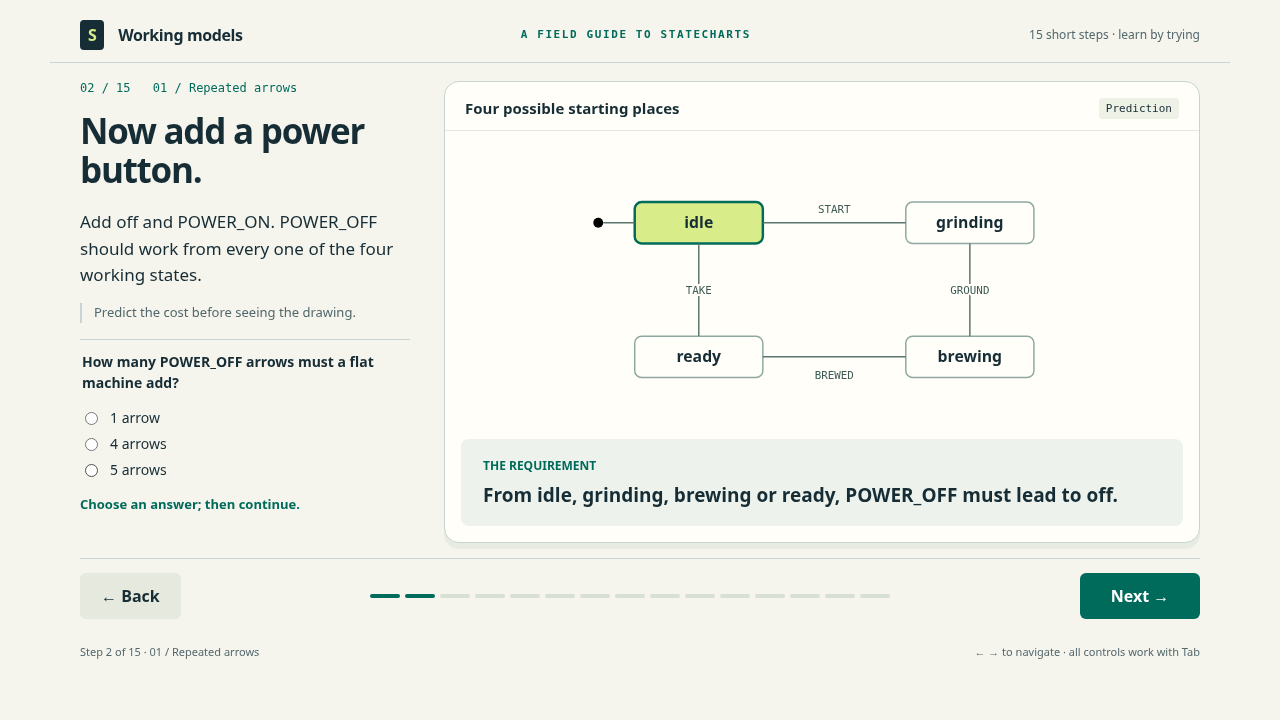 S Working models
A FIELD GUIDE TO STATECHARTS
15 short steps · learn by trying
02 / 15 01 / Repeated arrows
Now add a power
button.
Add off and POWER_ON. POWER_OFF
should work from every one of the four
working states.
Predict the cost before seeing the drawing.
How many POWER_OFF arrows must a flat
machine add?
1 arrow
4 arrows
5 arrows
Choose an answer; then continue.
Four possible starting places
Prediction
idle
START
grinding
TAKE
GROUND
ready
BREWED
brewing
THE REQUIREMENT
From idle, grinding, brewing or ready, POWER_OFF must lead to off.
← Back
Next →
Step 2 of 15 · 01 / Repeated arrows
← → to navigate · all controls work with Tab